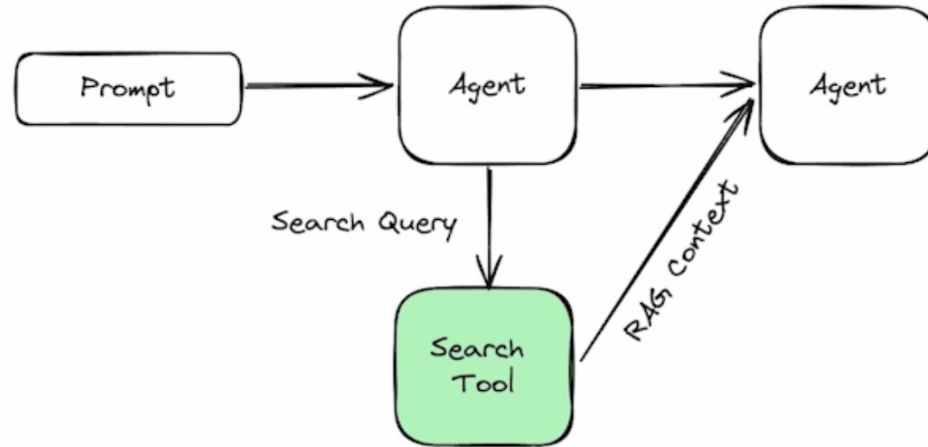 Prompt
Agent
Agent
Search Query
RAG Context
Search
Tool